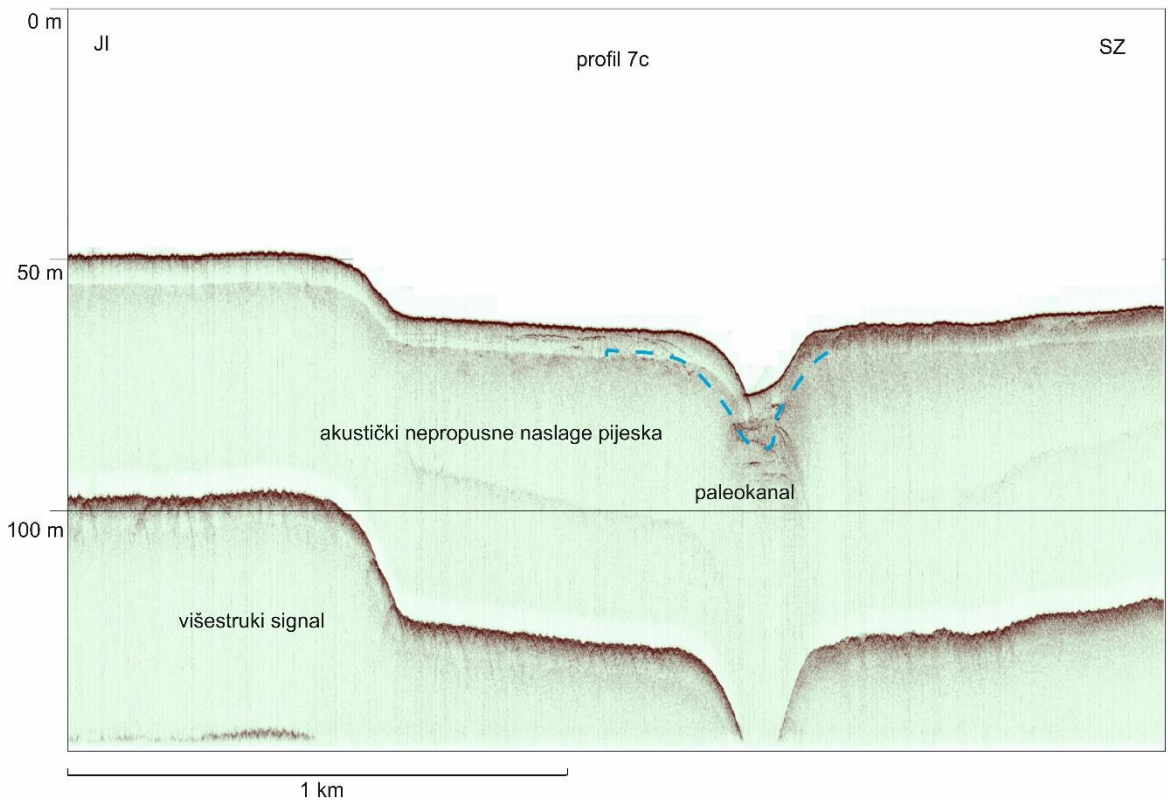 0 m
JI
profil 7c
SZ
50 m
akustički nepropusne naslage pijeska
paleokanal
100 m
višestruki signal
1 km